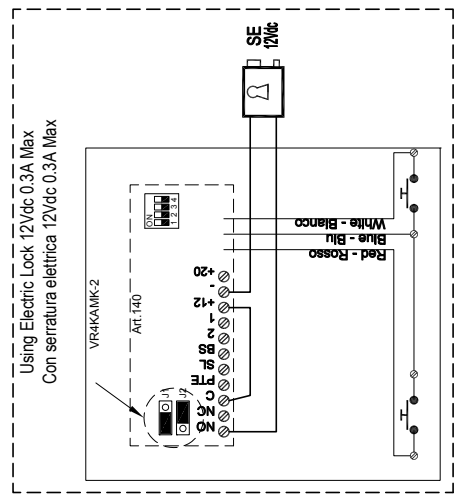 Using Electric Lock 12Vdc 0.3A Max
Con serratura elettrica 12Vdc 0.3A Max
VR4KAMK-2
Art.140
J1
J2
ON
1 2 3 4
SE
12Vdc
White - Bianco
Blue - Blu
Red - Rosso
+20
-
+12
1
2
BS
SL
PTE
C
NC
NO